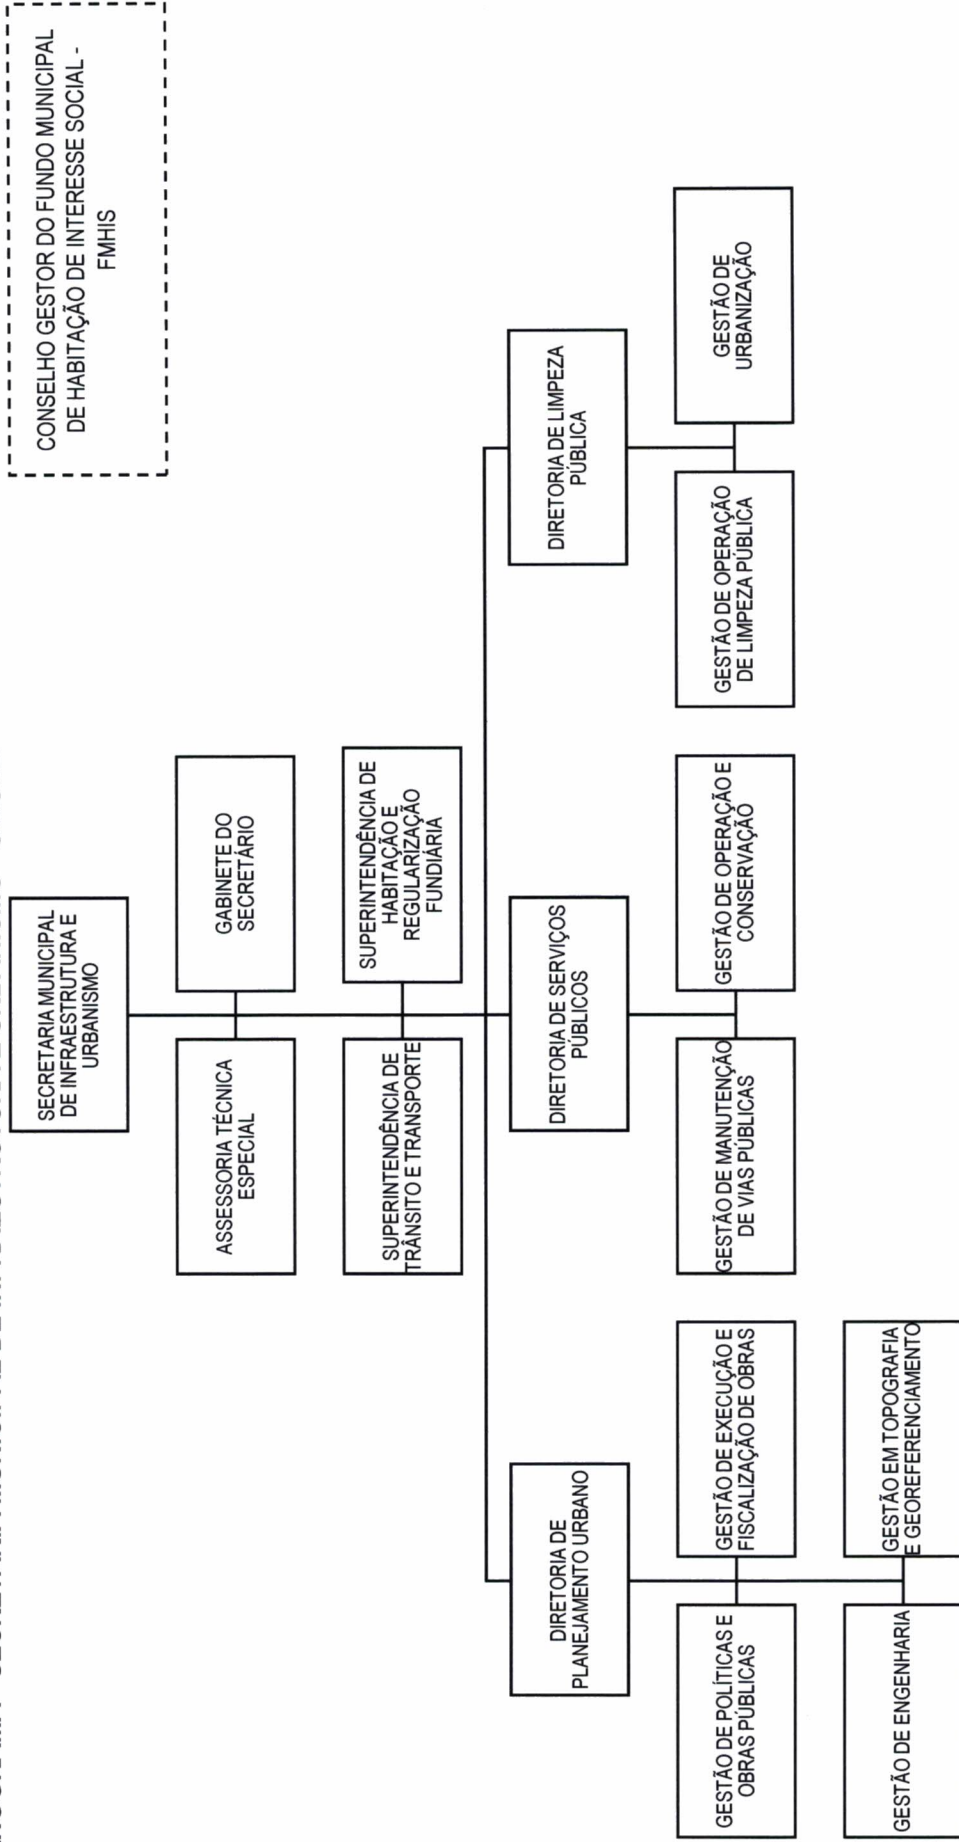 CONSELHO GESTOR DO FUNDO MUNICIPAL
DE HABITAÇÃO DE INTERESSE SOCIAL -
FMHIS
SECRETARIA MUNICIPAL
DE INFRAESTRUTURA E
URBANISMO
ASSESSORIA TÉCNICA
ESPECIAL
GABINETE DO
SECRETÁRIO
SUPERINTENDÊNCIA DE
TRÂNSITO E TRANSPORTE
SUPERINTENDÊNCIA DE
HABITAÇÃO E
REGULARIZAÇÃO
FUNDIÁRIA
DIRETORIA DE
PLANEJAMENTO URBANO
DIRETORIA DE SERVIÇOS
PÚBLICOS
DIRETORIA DE LIMPEZA
PÚBLICA
GESTÃO DE POLÍTICAS E
OBRAS PÚBLICAS
GESTÃO DE EXECUÇÃO E
FISCALIZAÇÃO DE OBRAS
GESTÃO DE MANUTENÇÃO
DE VIAS PÚBLICAS
GESTÃO DE OPERAÇÃO E
CONSERVAÇÃO
GESTÃO DE OPERAÇÃO
DE LIMPEZA PÚBLICA
GESTÃO DE
URBANIZAÇÃO
GESTÃO DE ENGENHARIA
GESTÃO EM TOPOGRAFIA
E GEOREFERENCIAMENTO